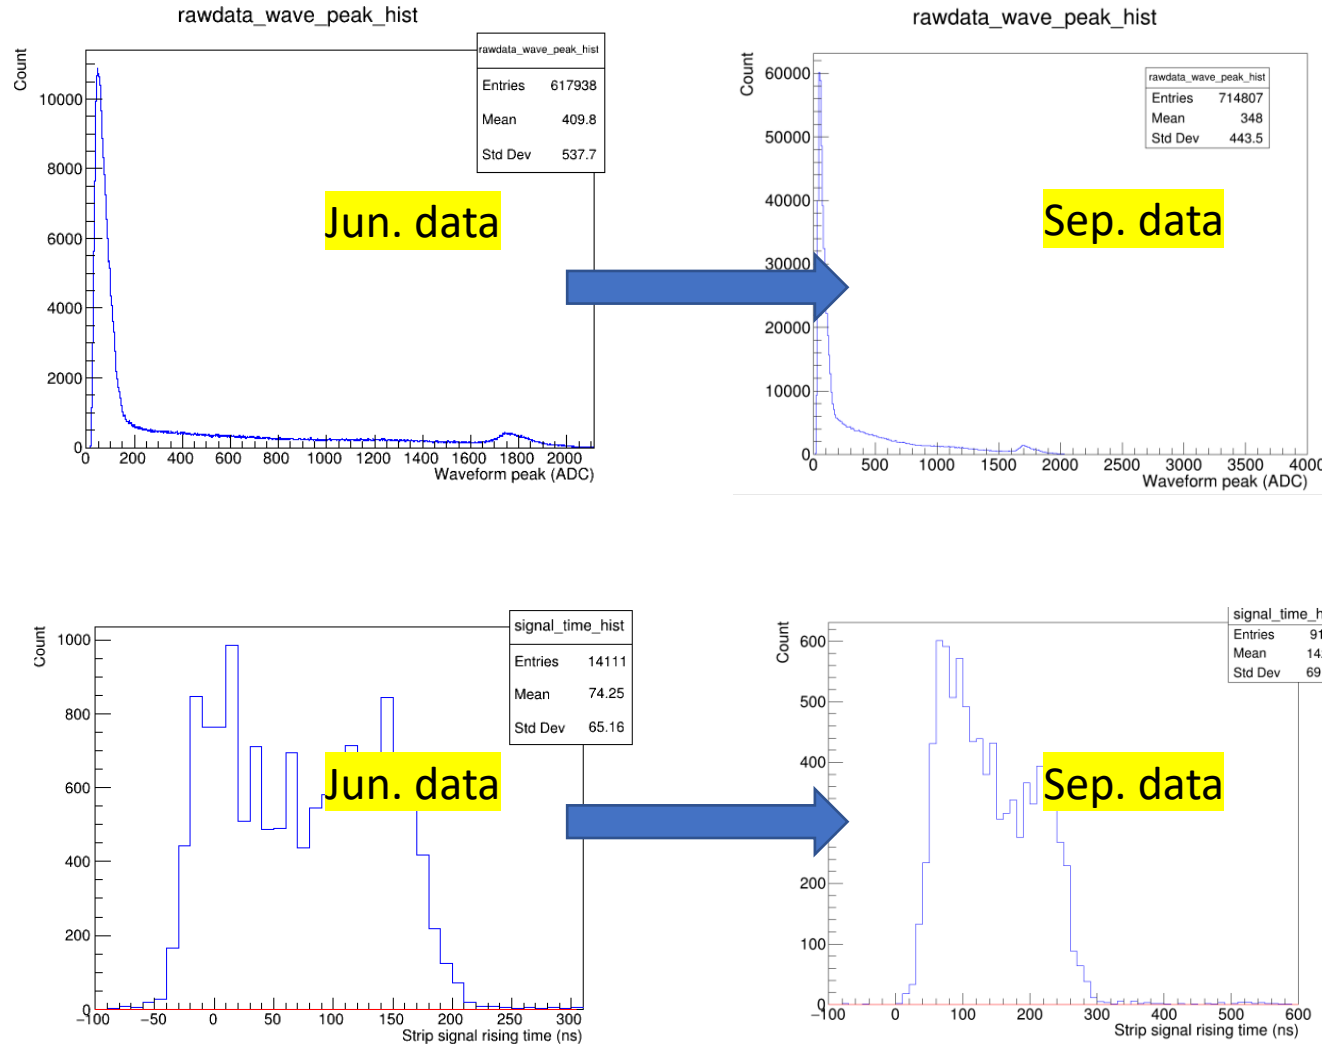 rawdata_wave_peak_hist
Count
rawdata_wave_peak_hist
Entries 617938
Mean 409.8
Std Dev 537.7
10000
8000
6000
4000
2000
0
0 200 400 600 800 1000 1200 1400 1600 1800 2000
Waveform peak (ADC)
Jun. data
rawdata_wave_peak_hist
Count
rawdata_wave_peak_hist
Entries 714807
Mean 348
Std Dev 443.5
60000
50000
40000
30000
20000
10000
0
0 500 1000 1500 2000 2500 3000 3500 4000
Waveform peak (ADC)
Sep. data
Count
signal_time_hist
Entries 14111
Mean 74.25
Std Dev 65.16
1000
800
600
400
200
0
−100 −50 0 50 100 150 200 250 300
Strip signal rising time (ns)
Jun. data
Count
signal_time_h
Entries 91
Mean 14
Std Dev 69
600
500
400
200
100
0
−100 0 100 200 300 400 500 600
Strip signal rising time (ns)
Sep. data